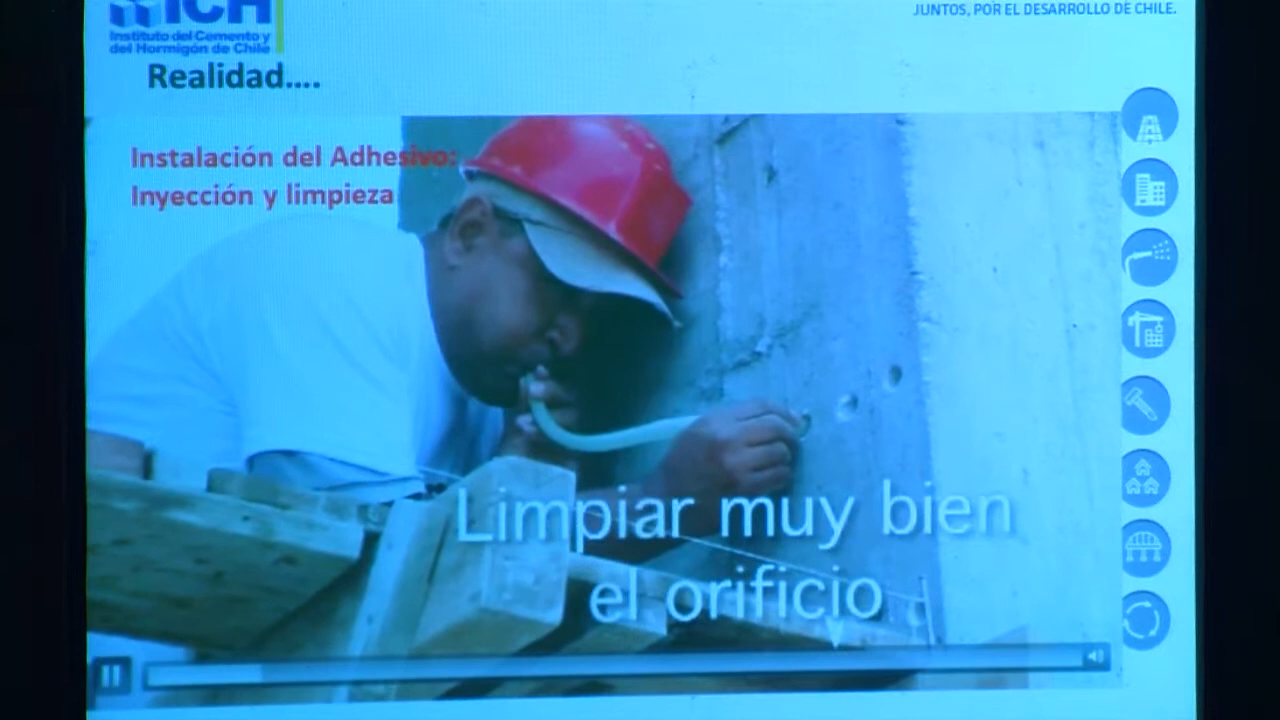 ICH
Instituto del Cemento y
del Hormigón de Chile
JUNTOS, POR EL DESARROLLO DE CHILE.
Realidad....
Instalación del Adhesivo:
Inyección y limpieza
Limpiar muy bien
el orificio